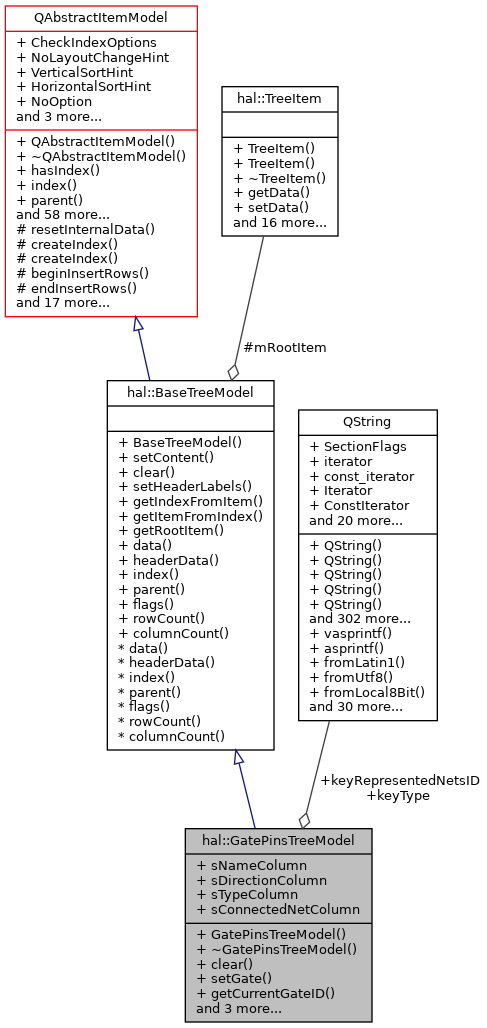 QAbstractItemModel
+ CheckIndexOptions
+ NoLayoutChangeHint
+ VerticalSortHint
+ HorizontalSortHint
+ NoOption
and 3 more...
+ QAbstractItemModel()
+ ~QAbstractItemModel()
+ hasIndex()
+ index()
+ parent()
and 58 more...
# resetInternalData()
# createIndex()
# createIndex()
# beginInsertRows()
# endInsertRows()
and 17 more...
hal::TreeItem
+ TreeItem()
+ TreeItem()
+ ~TreeItem()
+ getData()
+ setData()
and 16 more...
#mRootItem
hal::BaseTreeModel
+ BaseTreeModel()
+ setContent()
+ clear()
+ setHeaderLabels()
+ getIndexFromItem()
+ getItemFromIndex()
+ getRootItem()
+ data()
+ headerData()
+ index()
+ parent()
+ flags()
+ rowCount()
+ columnCount()
* data()
* headerData()
* index()
* parent()
* flags()
* rowCount()
* columnCount()
QString
+ SectionFlags
+ iterator
+ const_iterator
+ Iterator
+ ConstIterator
and 20 more...
+ QString()
+ QString()
+ QString()
+ QString()
+ QString()
and 302 more...
+ vasprintf()
+ asprintf()
+ fromLatin1()
+ fromUtf8()
+ fromLocal8Bit()
and 30 more...
+keyRepresentedNetsID
+keyType
hal::GatePinsTreeModel
+ sNameColumn
+ sDirectionColumn
+ sTypeColumn
+ sConnectedNetColumn
+ GatePinsTreeModel()
+ ~GatePinsTreeModel()
+ clear()
+ setGate()
+ getCurrentGateID()
and 3 more...